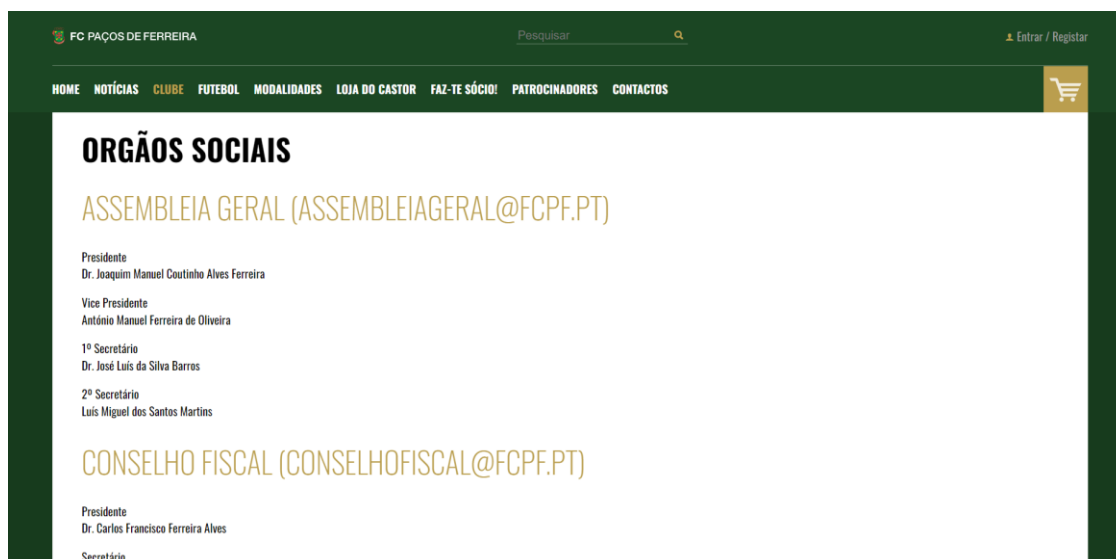 FC PAÇOS DE FERREIRA
Pesquisar
Entrar / Registar
HOME NOTÍCIAS CLUBE FUTEBOL MODALIDADES LOJA DO CASTOR FAZ-TE SÓCIO! PATROCINADORES CONTACTOS
ORGÃOS SOCIAIS
ASSEMBLEIA GERAL (ASSEMBLEIAGERAL@FCPF.PT)
Presidente
Dr. Joaquim Manuel Coutinho Alves Ferreira
Vice Presidente
António Manuel Ferreira de Oliveira
1º Secretário
Dr. José Luís da Silva Barros
2º Secretário
Luís Miguel dos Santos Martins
CONSELHO FISCAL (CONSELHOFISCAL@FCPF.PT)
Presidente
Dr. Carlos Francisco Ferreira Alves
Secretário